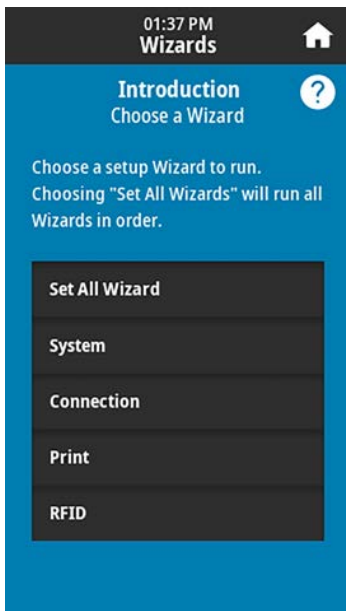 01:37 PM
Wizards
Introduction
?
Choose a Wizard
Choose a setup Wizard to run.
Choosing "Set All Wizards" will run all
Wizards in order.
Set All Wizard
System
Connection
Print
RFID